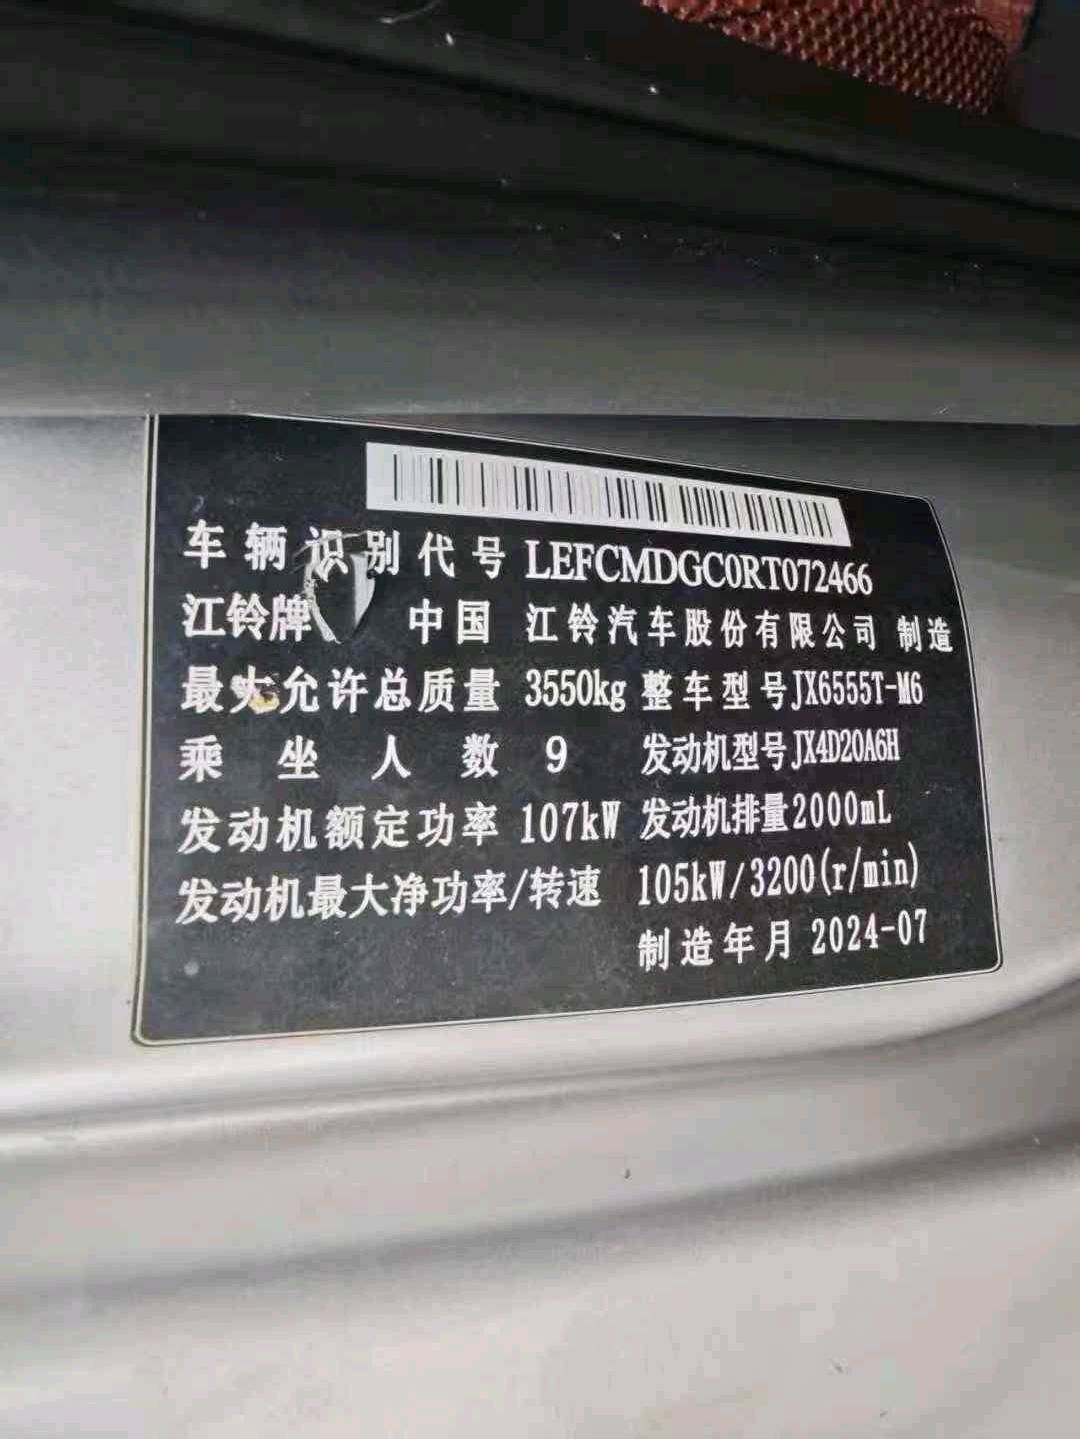 车辆识别代号 LEFCMDGC0RT072466
江铃牌 中国 江铃汽车股份有限公司 制造
最大允许总质量 3550kg 整车型号 JX6555T-M6
乘坐人数 9 发动机型号 JX4D20A6H
发动机额定功率 107kW 发动机排量 2000mL
发动机最大净功率/转速 105kW/3200(r/min)
制造年月 2024-07